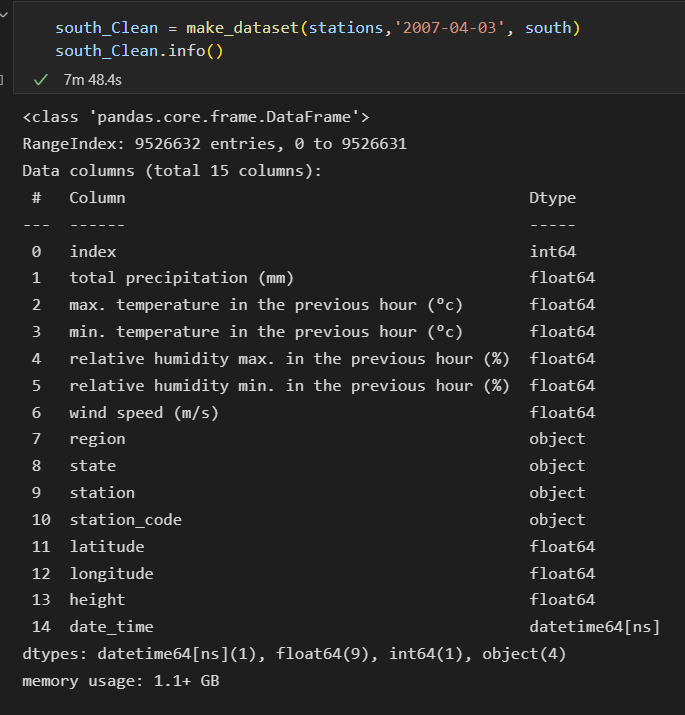 south_Clean = make_dataset(stations,'2007-04-03', south)
south_Clean.info()
7m 48.4s
<class 'pandas.core.frame.DataFrame'>
RangeIndex: 9526632 entries, 0 to 9526631
Data columns (total 15 columns):
 #   Column                                           Dtype
---  ------                                           -----
 0   index                                            int64
 1   total precipitation (mm)                         float64
 2   max. temperature in the previous hour (ºc)       float64
 3   min. temperature in the previous hour (ºc)       float64
 4   relative humidity max. in the previous hour (%)  float64
 5   relative humidity min. in the previous hour (%)  float64
 6   wind speed (m/s)                                 float64
 7   region                                           object
 8   state                                            object
 9   station                                          object
 10  station_code                                     object
 11  latitude                                         float64
 12  longitude                                        float64
 13  height                                           float64
 14  date_time                                        datetime64[ns]
dtypes: datetime64[ns](1), float64(9), int64(1), object(4)
memory usage: 1.1+ GB